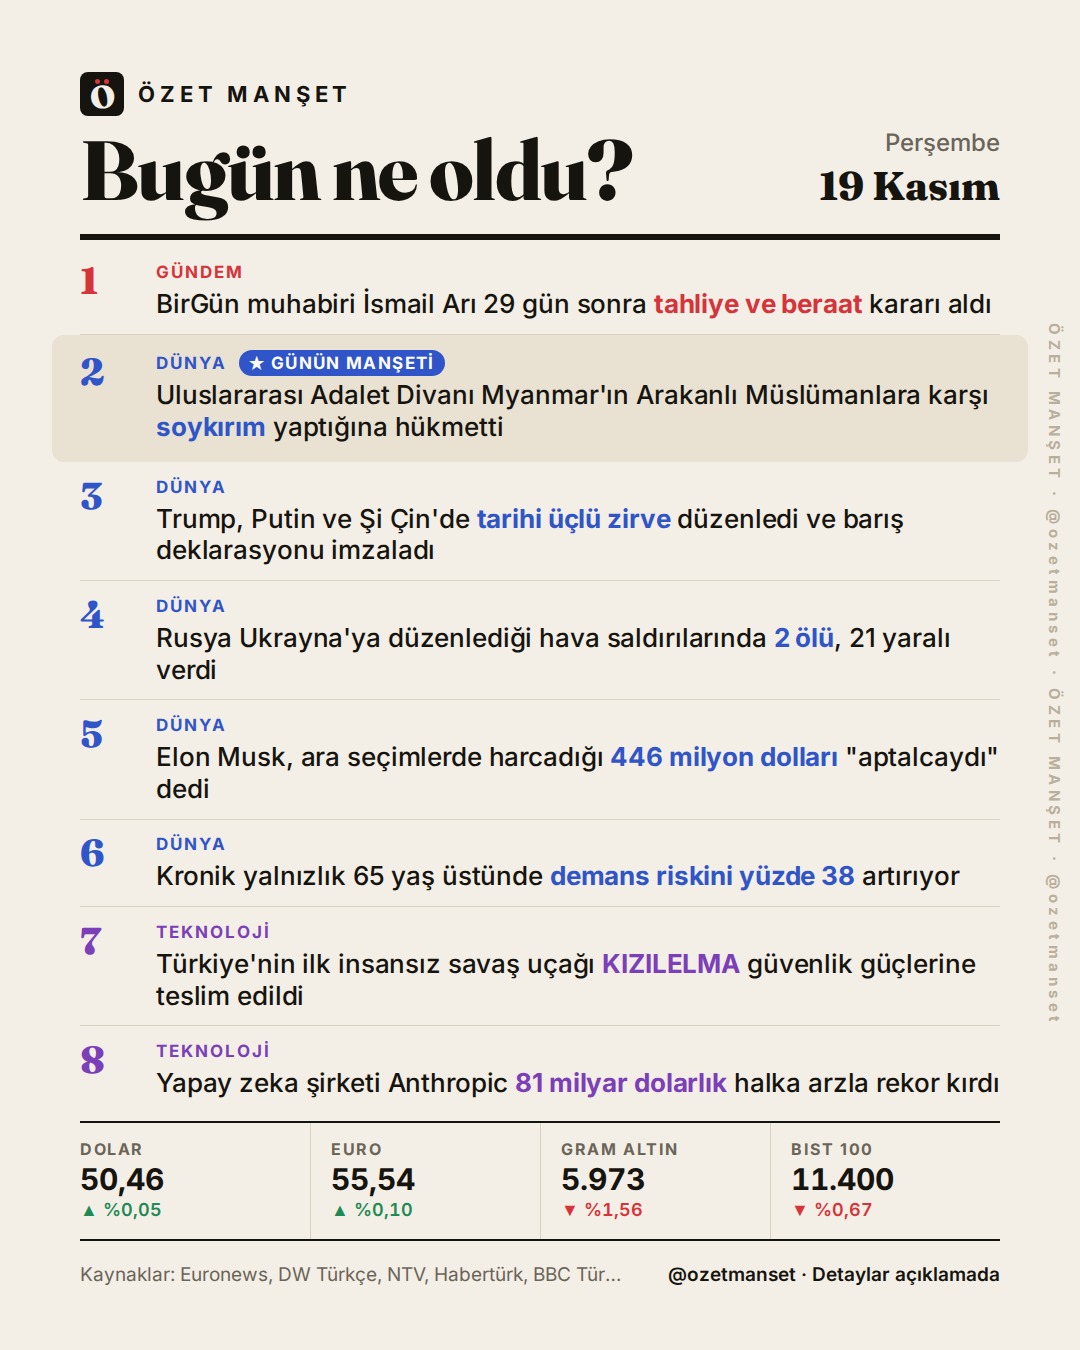 ö
ÖZET MANŞET
Bugün ne oldu?
Perşembe
19 Kasım
1
GÜNDEM
BirGün muhabiri İsmail Arı 29 gün sonra tahliye ve beraat kararı aldı
2
DÜNYA ★ GÜNÜN MANŞETİ
Uluslararası Adalet Divanı Myanmar'ın Arakanlı Müslümanlara karşı
soykırım yaptığına hükmetti
3
DÜNYA
Trump, Putin ve Şi Çin'de tarihi üçlü zirve düzenledi ve barış
deklarasyonu imzaladı
4
DÜNYA
Rusya Ukrayna'ya düzenlediği hava saldırılarında 2 ölü, 21 yaralı
verdi
5
DÜNYA
Elon Musk, ara seçimlerde harcadığı 446 milyon dolları "aptalcaydı"
dedi
6
DÜNYA
Kronik yalnızlık 65 yaş üstünde demans riskini yüzde 38 artırıyor
7
TEKNOLOJİ
Türkiye'nin ilk insansız savaş uçağı KIZILELMA güvenlik güçlerine
teslim edildi
8
TEKNOLOJİ
Yapay zeka şirketi Anthropic 81 milyar dolarlık halka arzla rekor kırdı
DOLAR
50,46
▲ %0,05
EURO
55,54
▲ %0,10
GRAM ALTIN
5.973
▼ %1,56
BIST 100
11.400
▼ %0,67
Kaynaklar: Euronews, DW Türkçe, NTV, Habertürk, BBC Tür...
@ozetmanset · Detaylar açıklamada
ÖZET MANŞET · @ozetmanset · ÖZET MANŞET · @ozetmanset